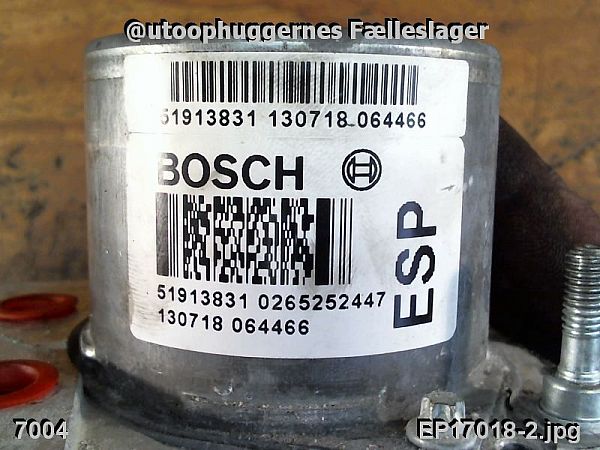 @utoophuggernes Fælleslager
51913831 130718 064466
BOSCH
ESP
51913831 0265252447
130718 064466
7004
EP17018-2.jpg